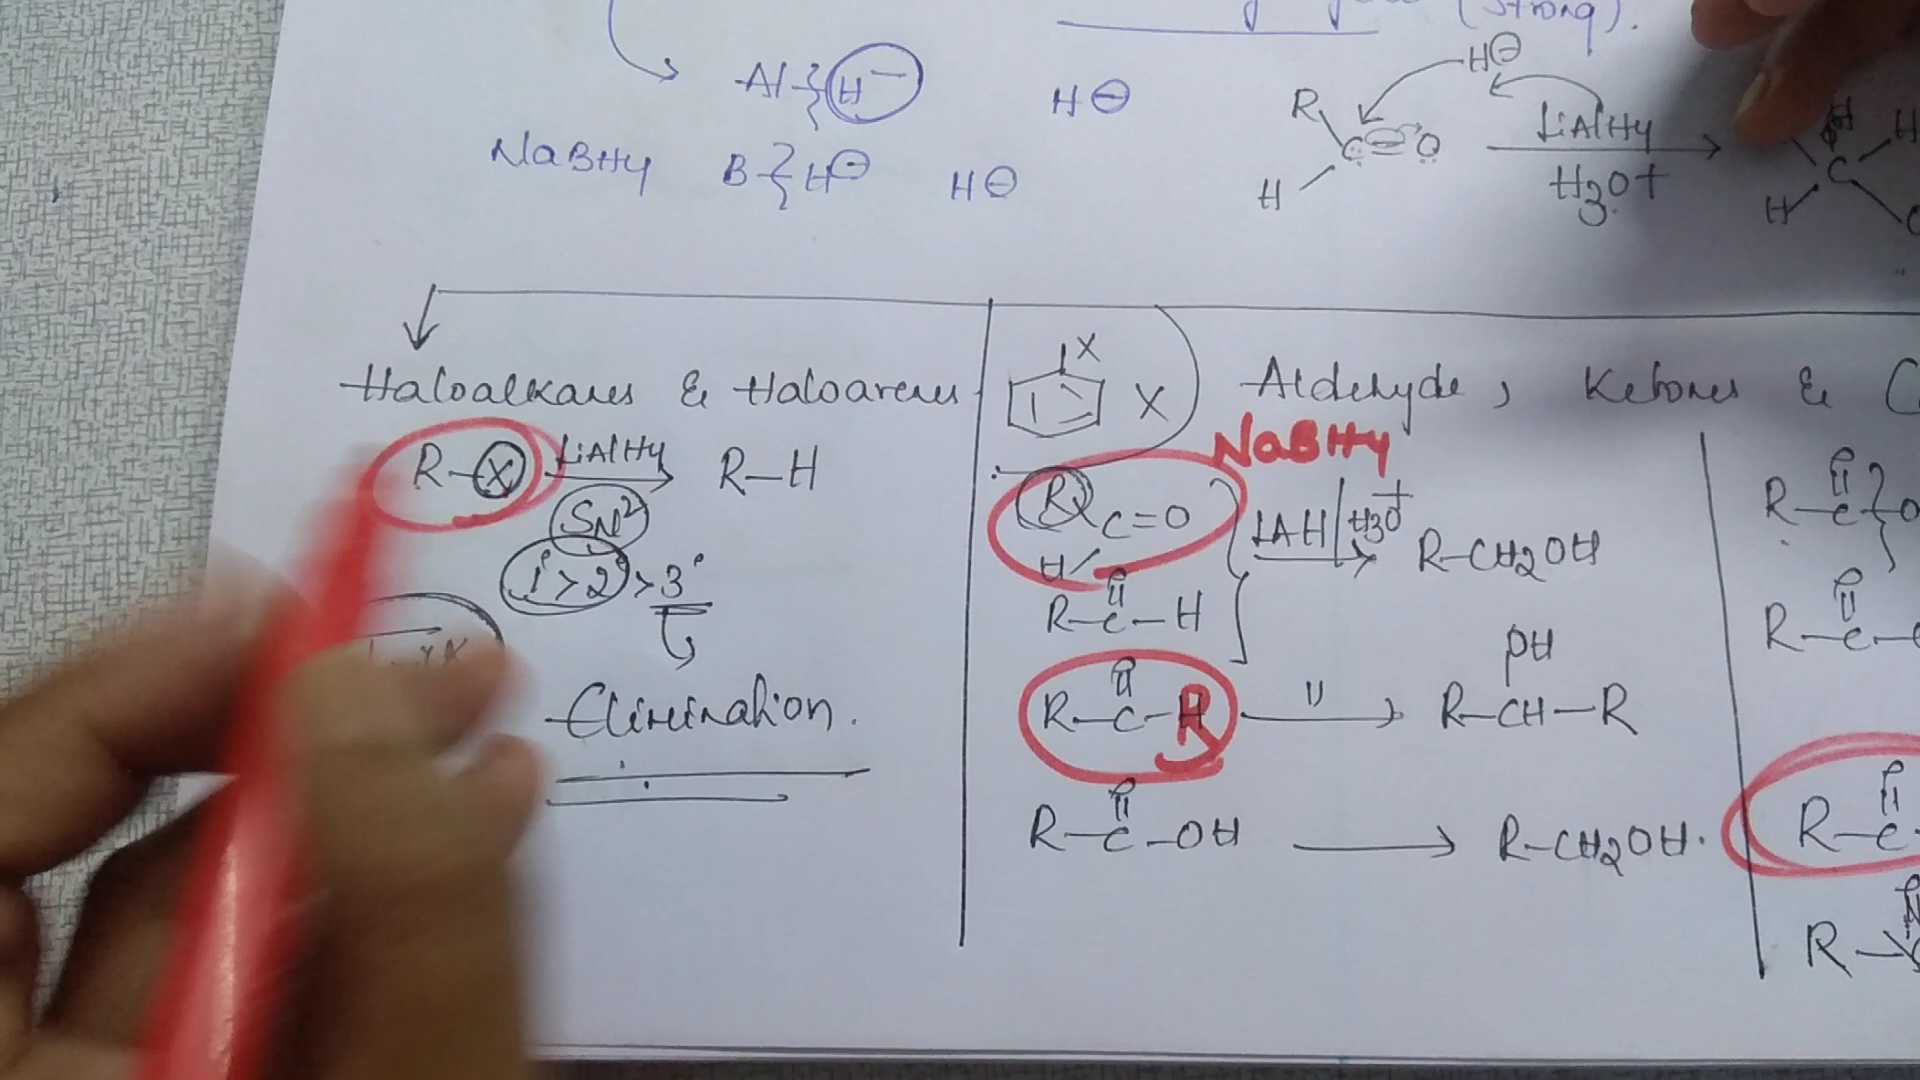 (Strong).
Al-}H⁻ H⊖ H⊖
R C=O LiAlH4 H
NaBH4 B-}H⊖ H⊖ H H3O+ H C
Haloalkanes & Haloarenes X X Aldehyde, Ketones &
NaBH4
R-X LiAlH4 R-H R C=O LAH/H3O+ R-CH2OH R-C
SN2 H
1°>2°>3° R-C-H R-C
O OH
Elimination. R-C-R '' R-CH-R
O
R-C-OH R-CH2OH. R-C
R